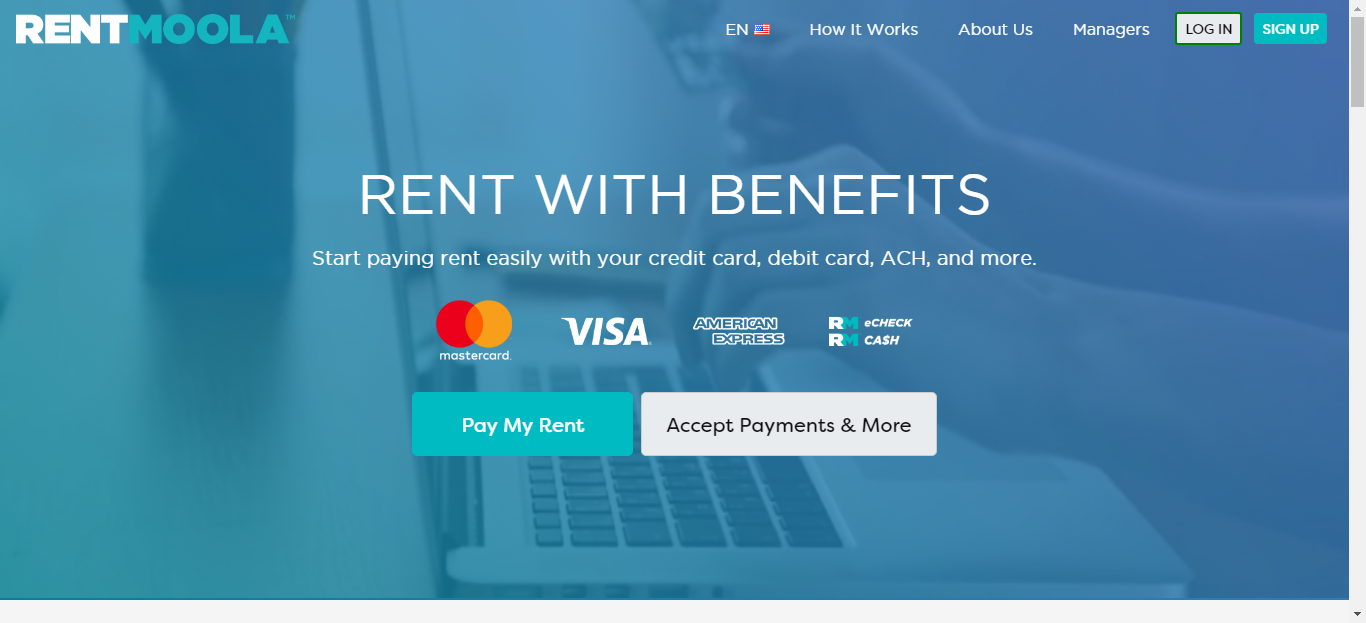 RENTMOOLA™
EN How It Works About Us Managers LOG IN SIGN UP
RENT WITH BENEFITS
Start paying rent easily with your credit card, debit card, ACH, and more.
mastercard. VISA AMERICAN EXPRESS RM eCHECK
RM CA$H
Pay My Rent Accept Payments & More